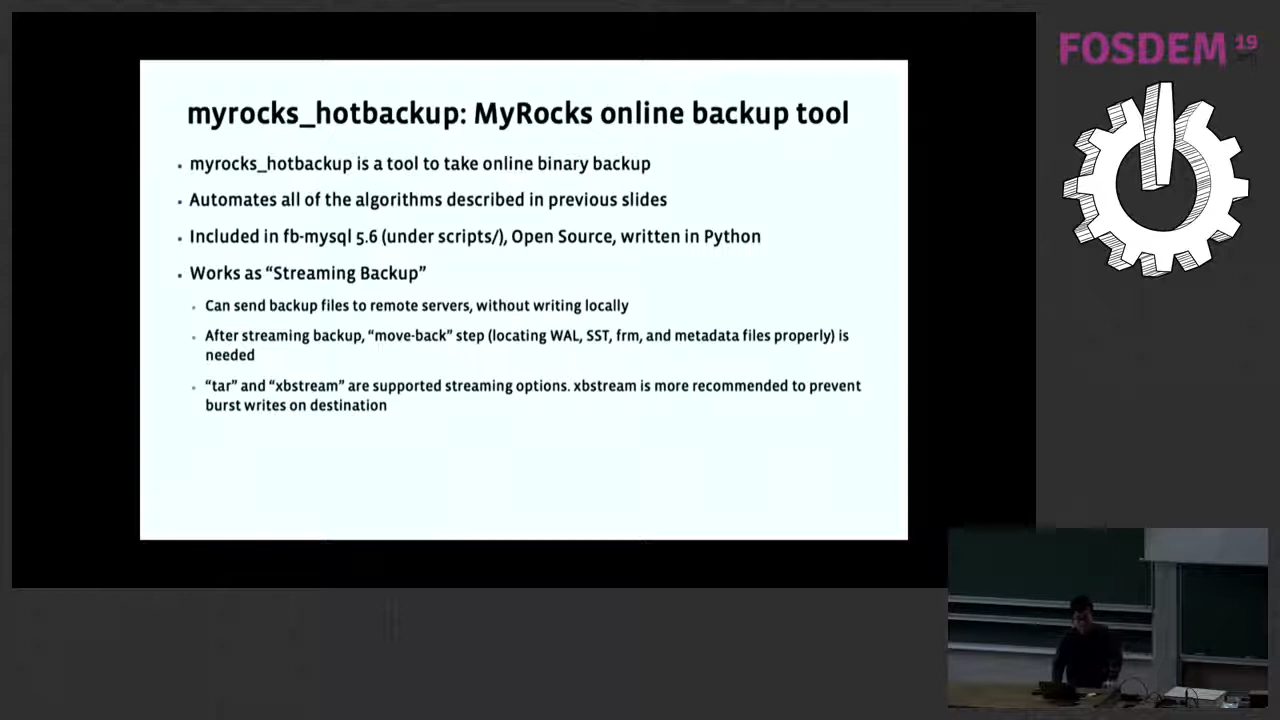 FOSDEM 19
myrocks_hotbackup: MyRocks online backup tool
myrocks_hotbackup is a tool to take online binary backup
Automates all of the algorithms described in previous slides
Included in fb-mysql 5.6 (under scripts/), Open Source, written in Python
Works as “Streaming Backup”
Can send backup files to remote servers, without writing locally
After streaming backup, “move-back” step (locating WAL, SST, frm, and metadata files properly) is
needed
“tar” and “xbstream” are supported streaming options. xbstream is more recommended to prevent
burst writes on destination